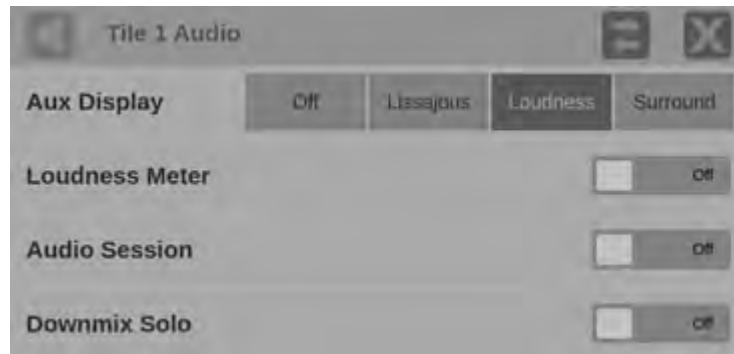 Tile 1 Audio
Aux Display Off Lissajous Loudness Surround
Loudness Meter Off
Audio Session Off
Downmix Solo Off